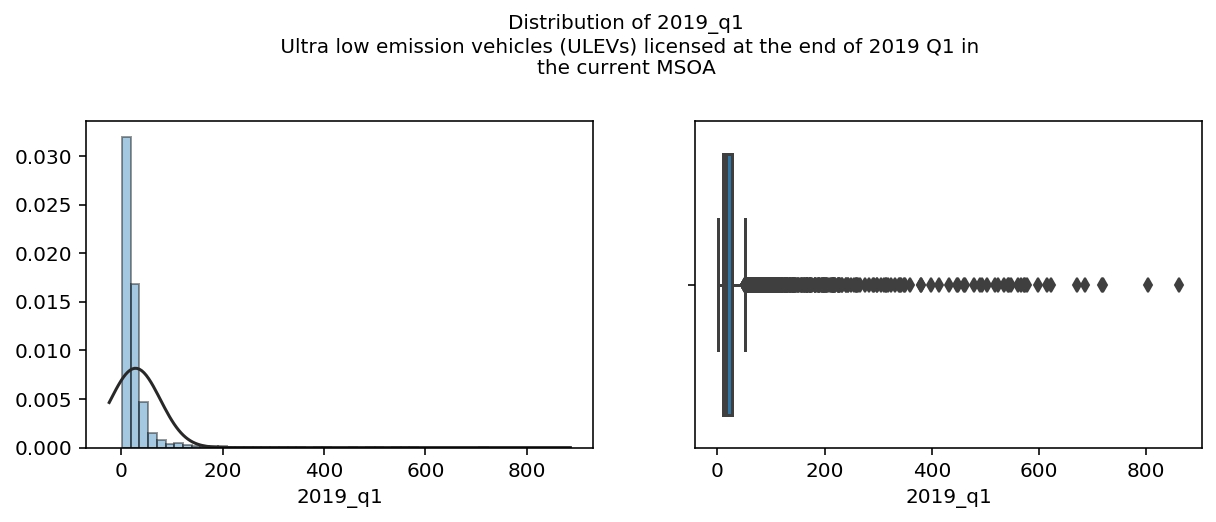 Distribution of 2019_q1
Ultra low emission vehicles (ULEVs) licensed at the end of 2019 Q1 in
the current MSOA
0.030
0.025
0.020
0.015
0.010
0.005
0.000
0 200 400 600 800
2019_q1
0 200 400 600 800
2019_q1